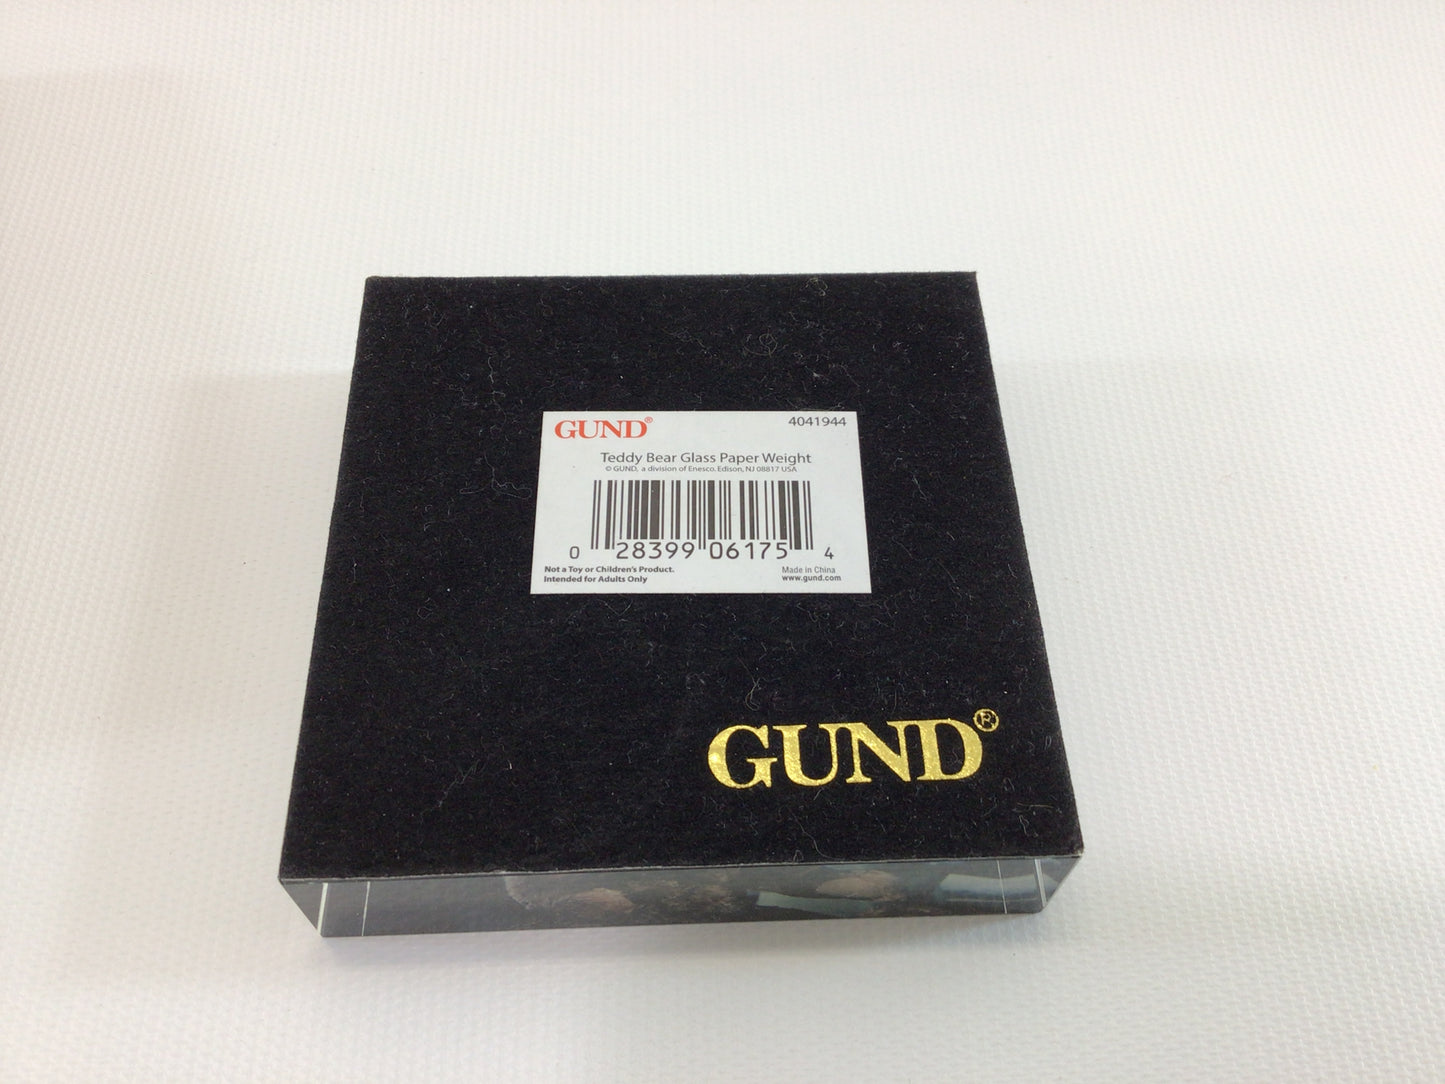 GUND® 4041944
Teddy Bear Glass Paper Weight
© GUND, a division of Enesco. Edison, NJ 08817 USA
0 28399 06175 4
Not a Toy or Children's Product. Made in China
Intended for Adults Only www.gund.com
GUND®